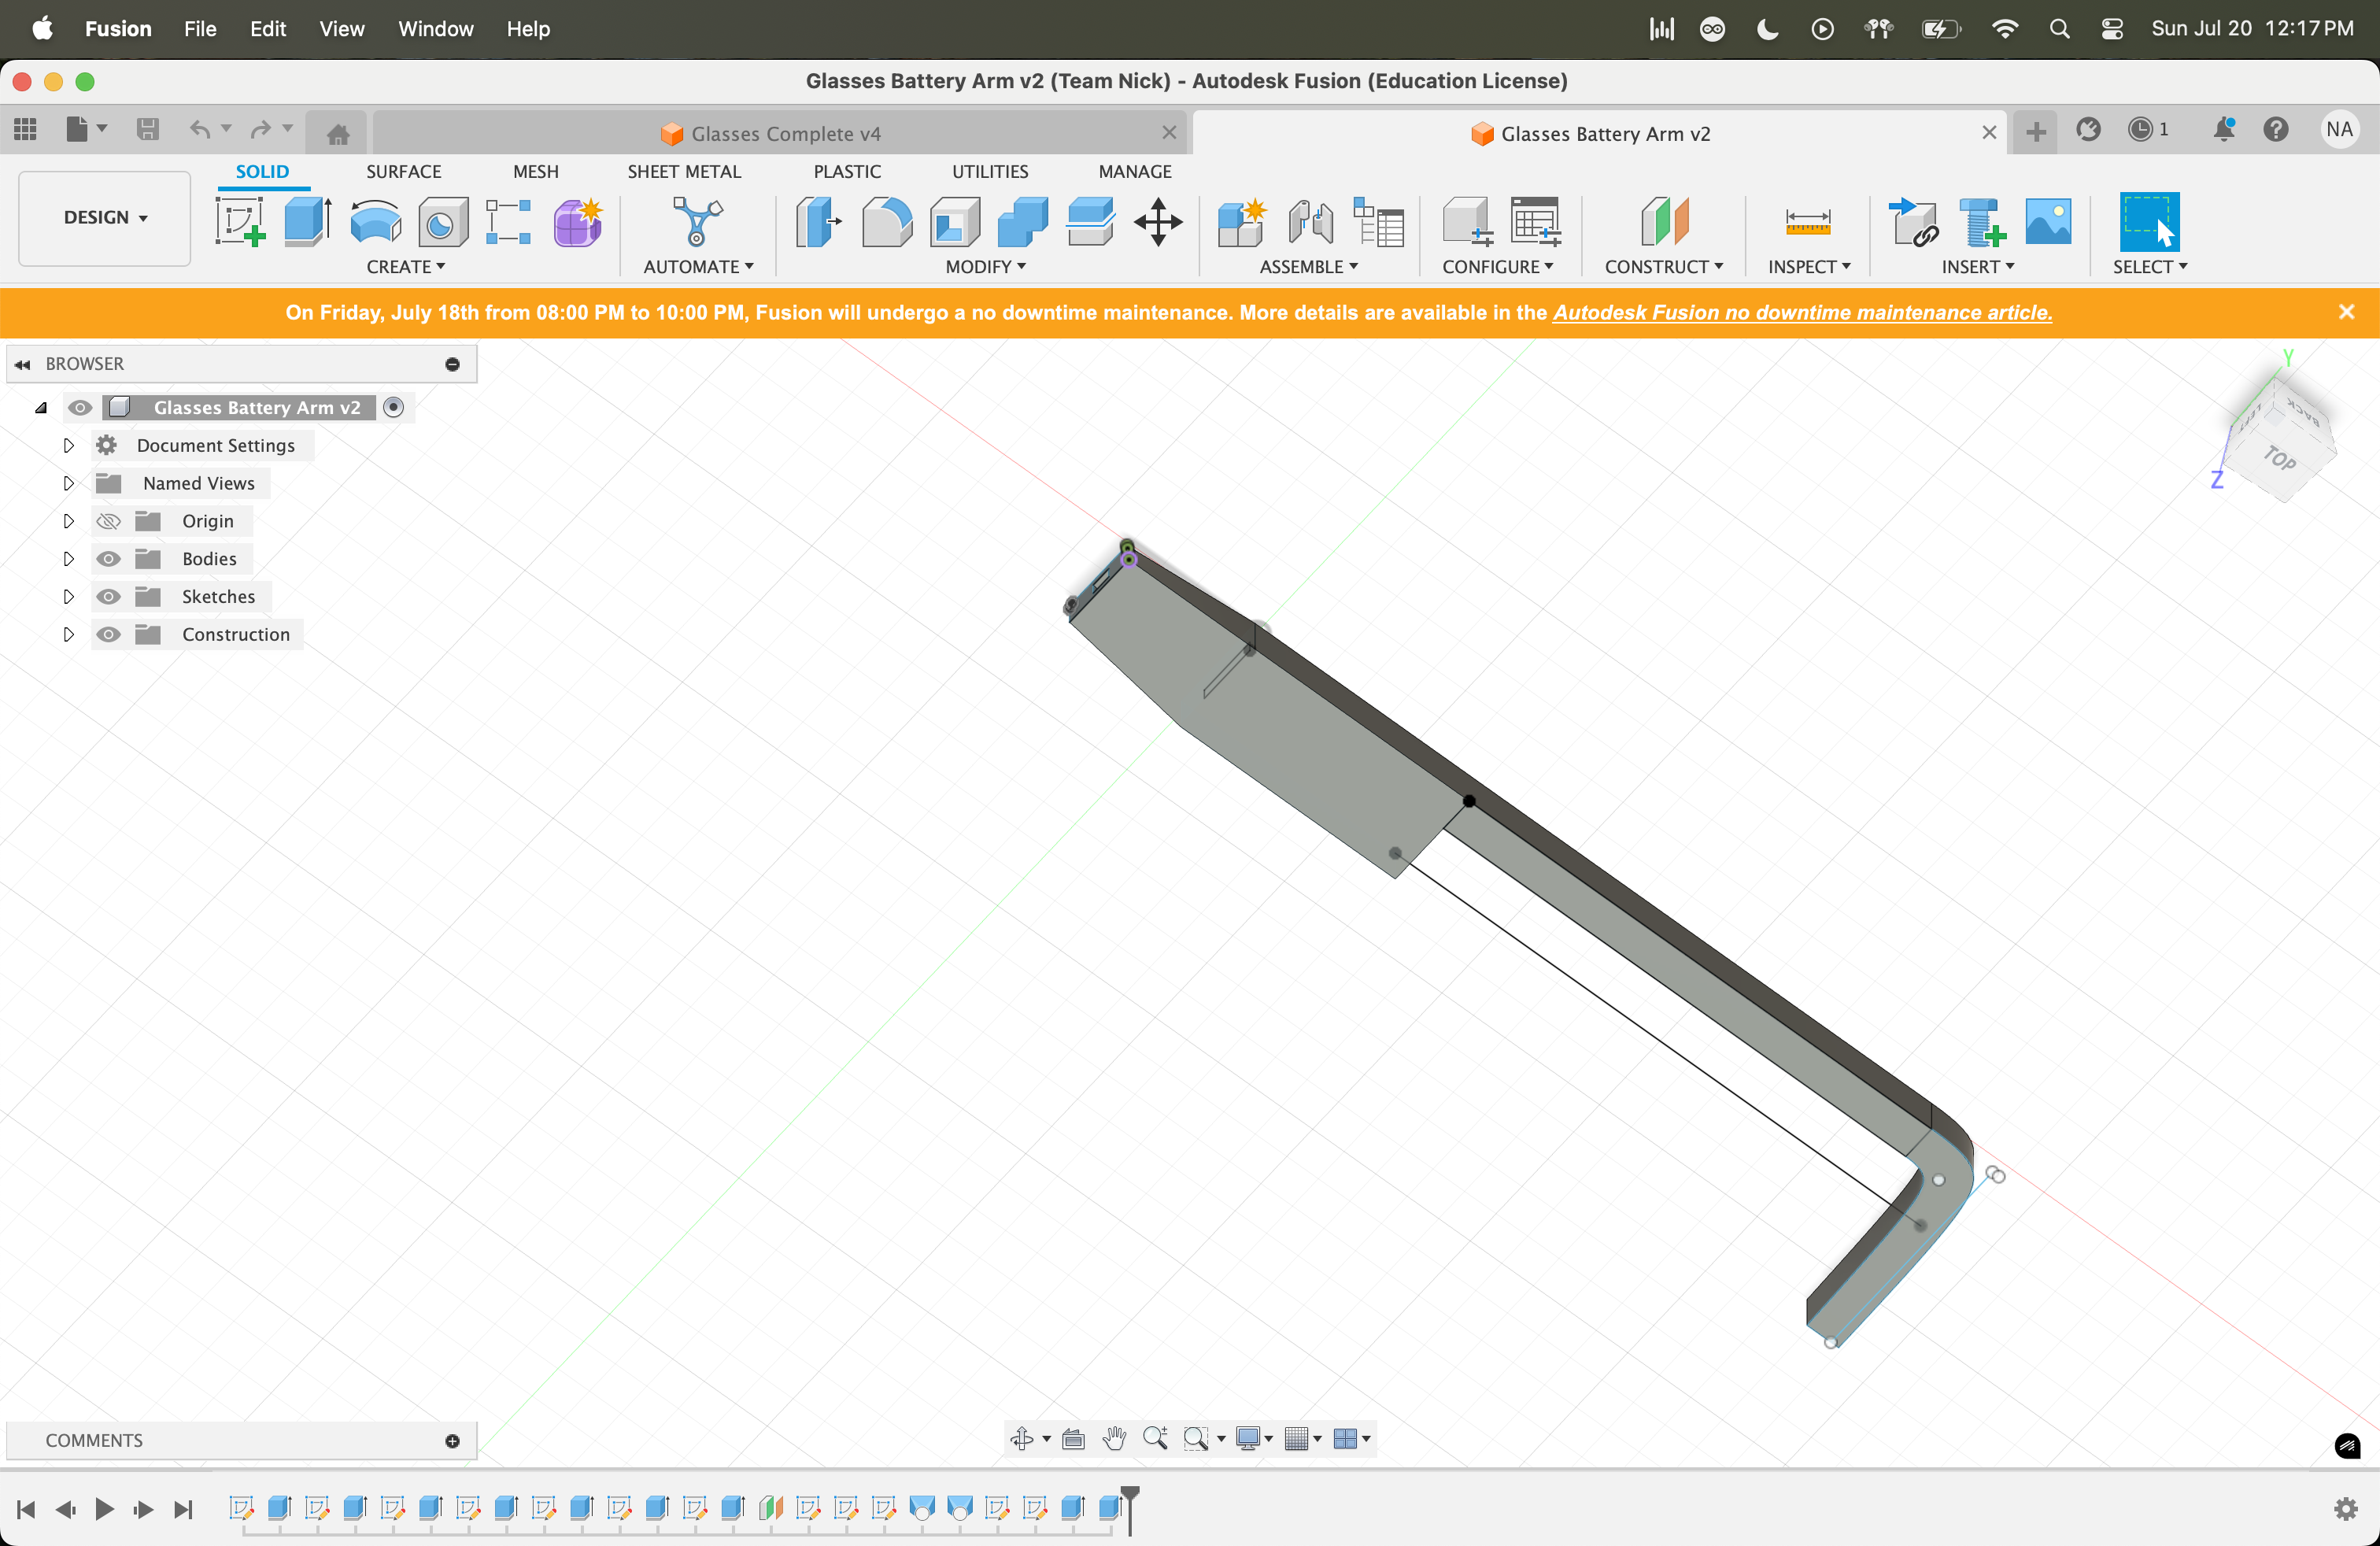 Fusion File Edit View Window Help Sun Jul 20 12:17 PM
Glasses Battery Arm v2 (Team Nick) - Autodesk Fusion (Education License)
Glasses Complete v4 Glasses Battery Arm v2 1 NA
SOLID SURFACE MESH SHEET METAL PLASTIC UTILITIES MANAGE
DESIGN
CREATE AUTOMATE MODIFY ASSEMBLE CONFIGURE CONSTRUCT INSPECT INSERT SELECT
On Friday, July 18th from 08:00 PM to 10:00 PM, Fusion will undergo a no downtime maintenance. More details are available in the Autodesk Fusion no downtime maintenance article.
BROWSER
Glasses Battery Arm v2
Document Settings
Named Views
Origin
Bodies
Sketches
Construction
Y
BACK
TOP
Z
COMMENTS